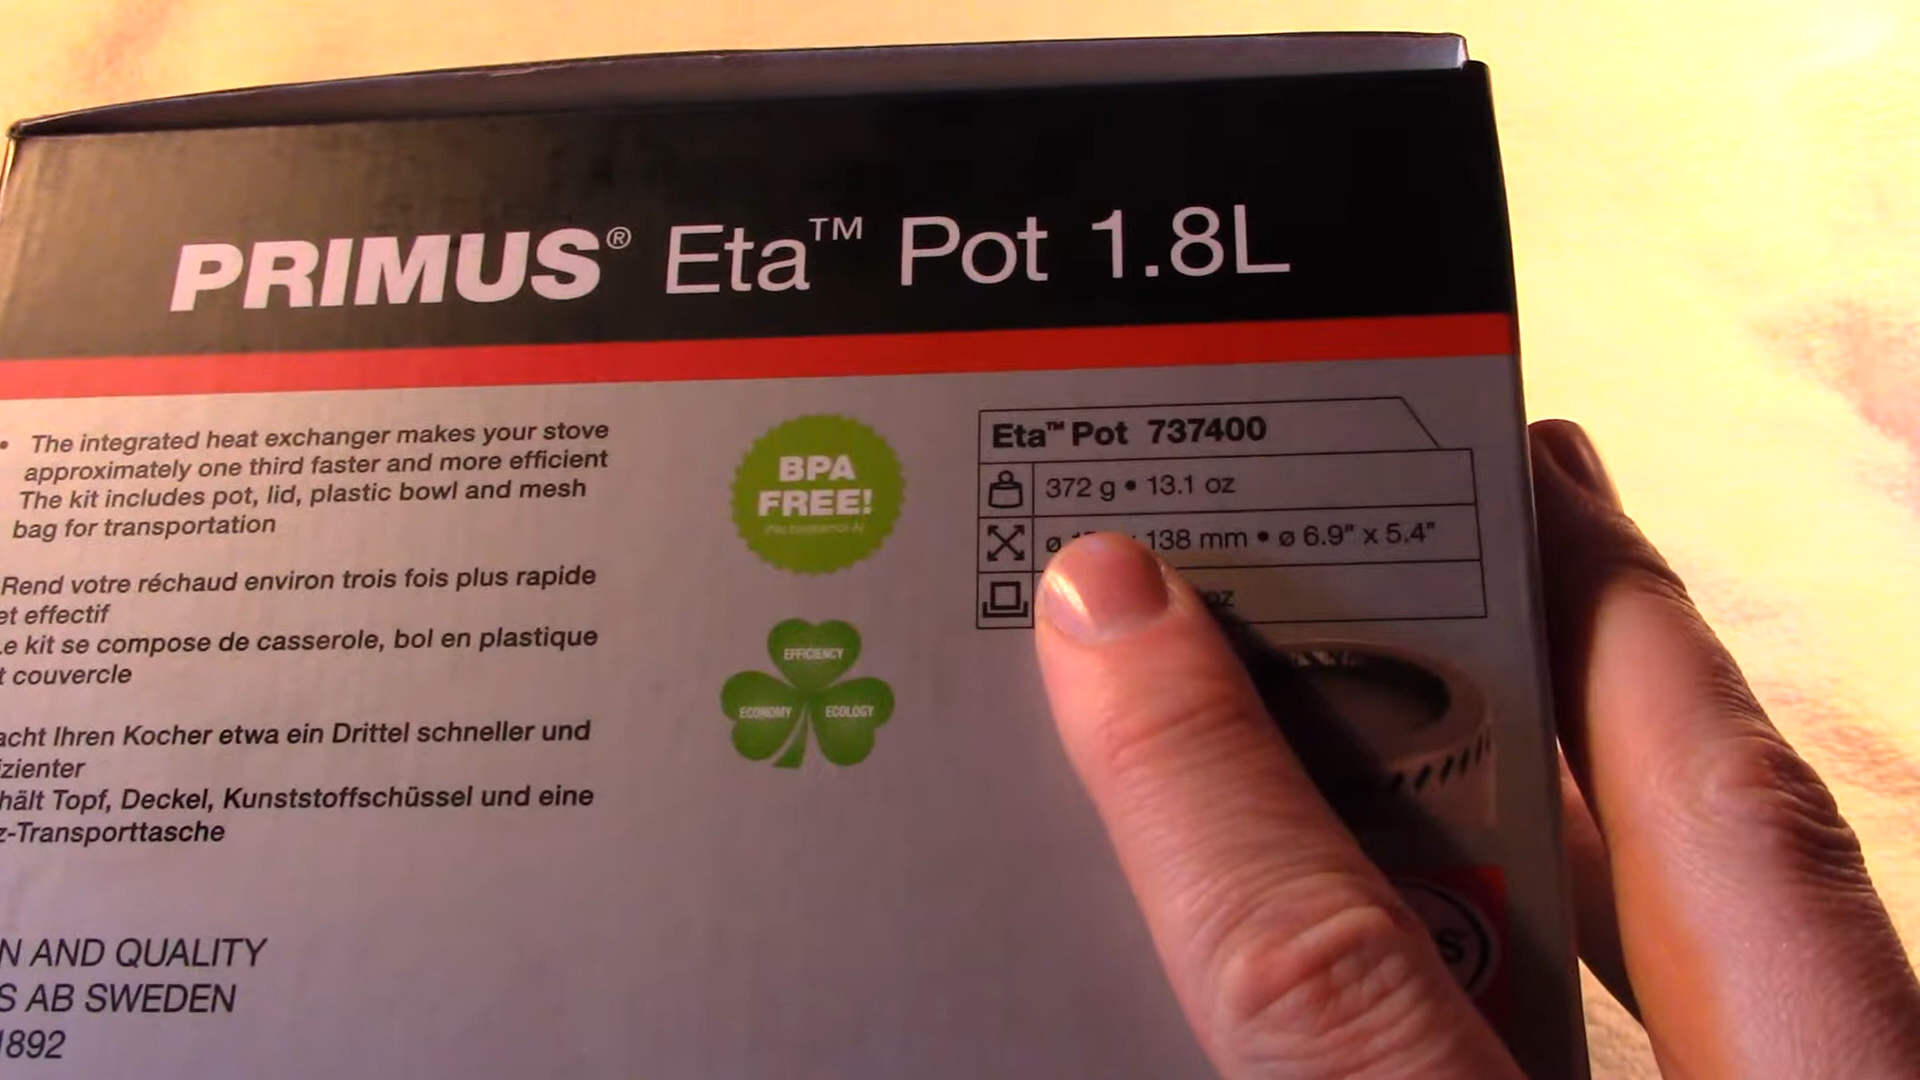 PRIMUS® Eta™ Pot 1.8L
• The integrated heat exchanger makes your stove
approximately one third faster and more efficient
The kit includes pot, lid, plastic bowl and mesh
bag for transportation
Rend votre réchaud environ trois fois plus rapide
et effectif
kit se compose de casserole, bol en plastique
couvercle
Ihren Kocher etwa ein Drittel schneller und
Topf, Deckel, Kunststoffschüssel und eine
AND QUALITY
AB SWEDEN
1892
BPA
FREE!
EFFICIENCY
ECONOMY ECOLOGY
Eta™ Pot 737400
372 g • 13.1 oz
ø 138 mm • ø 6.9" x 5.4"
oz